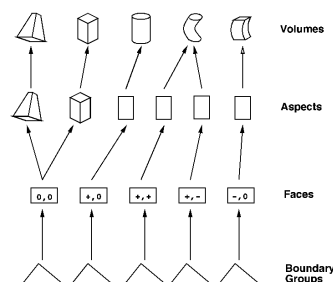 Volumes
Aspects
0,0 +,0 +,+ +,- -,0 Faces
Boundary
Groups